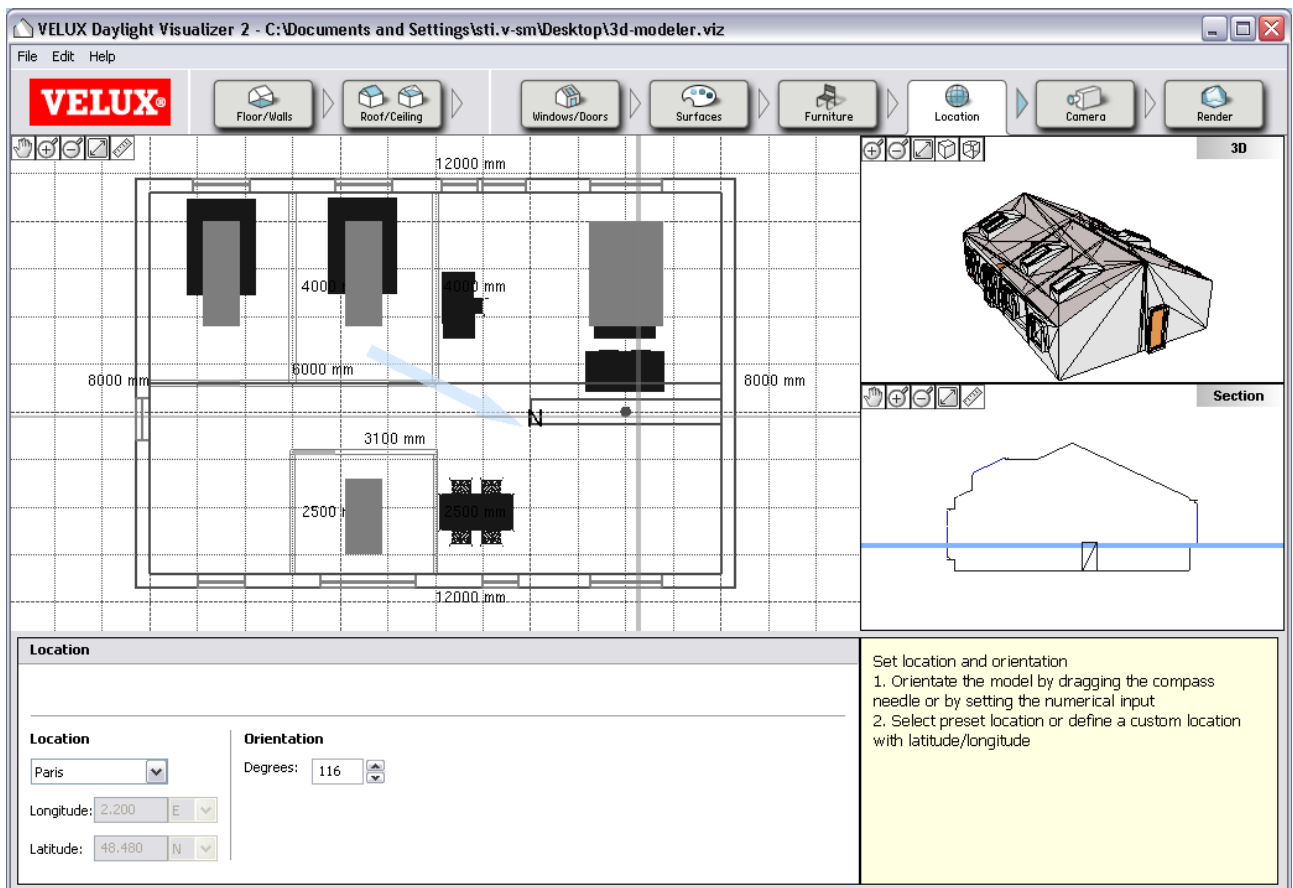 VELUX Daylight Visualizer 2 - C:\Documents and Settings\sti.v-sm\Desktop\3d-modeler.viz
File Edit Help
VELUX®
Floor/Walls
Roof/Ceiling
Windows/Doors
Surfaces
Furniture
Location
Camera
Render
12000 mm
4000
4000 mm
6000 mm
8000 mm
8000 mm
N
3100 mm
2500
2500 mm
12000 mm
3D
Section
Location
Location
Paris
Longitude: 2.200 E
Latitude: 48.480 N
Orientation
Degrees: 116
Set location and orientation
1. Orientate the model by dragging the compass
needle or by setting the numerical input
2. Select preset location or define a custom location
with latitude/longitude